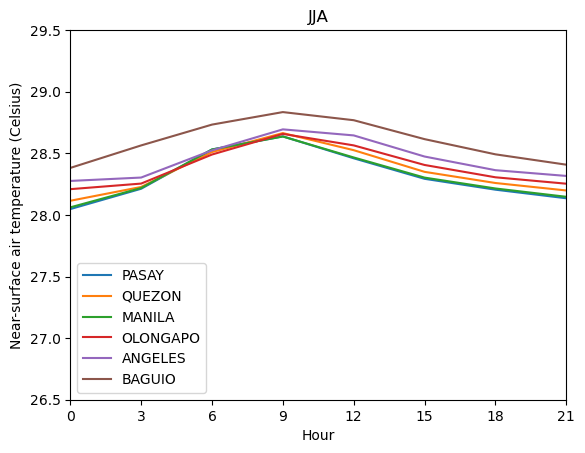 JJA
29.5
29.0
28.5
28.0
27.5
27.0
26.5
Near-surface air temperature (Celsius)
PASAY
QUEZON
MANILA
OLONGAPO
ANGELES
BAGUIO
0 3 6 9 12 15 18 21
Hour